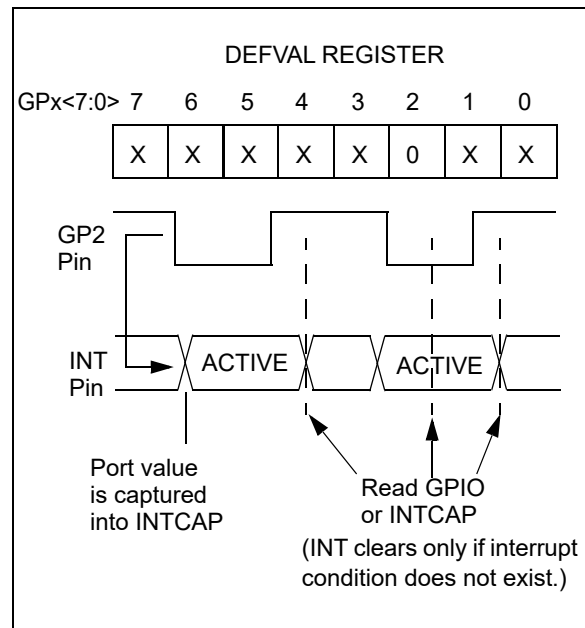 DEFVAL REGISTER
GPx<7:0> 7 6 5 4 3 2 1 0
X X X X X 0 X X
GP2
Pin
INT
Pin
ACTIVE
ACTIVE
Port value
is captured
into INTCAP
Read GPIO
or INTCAP
(INT clears only if interrupt
condition does not exist.)